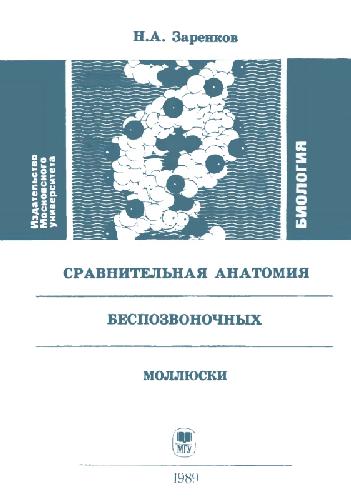 Н.А. Заренков
Издательство
Московского
университета
БИОЛОГИЯ
СРАВНИТЕЛЬНАЯ АНАТОМИЯ
БЕСПОЗВОНОЧНЫХ
МОЛЛЮСКИ
МГУ
1989